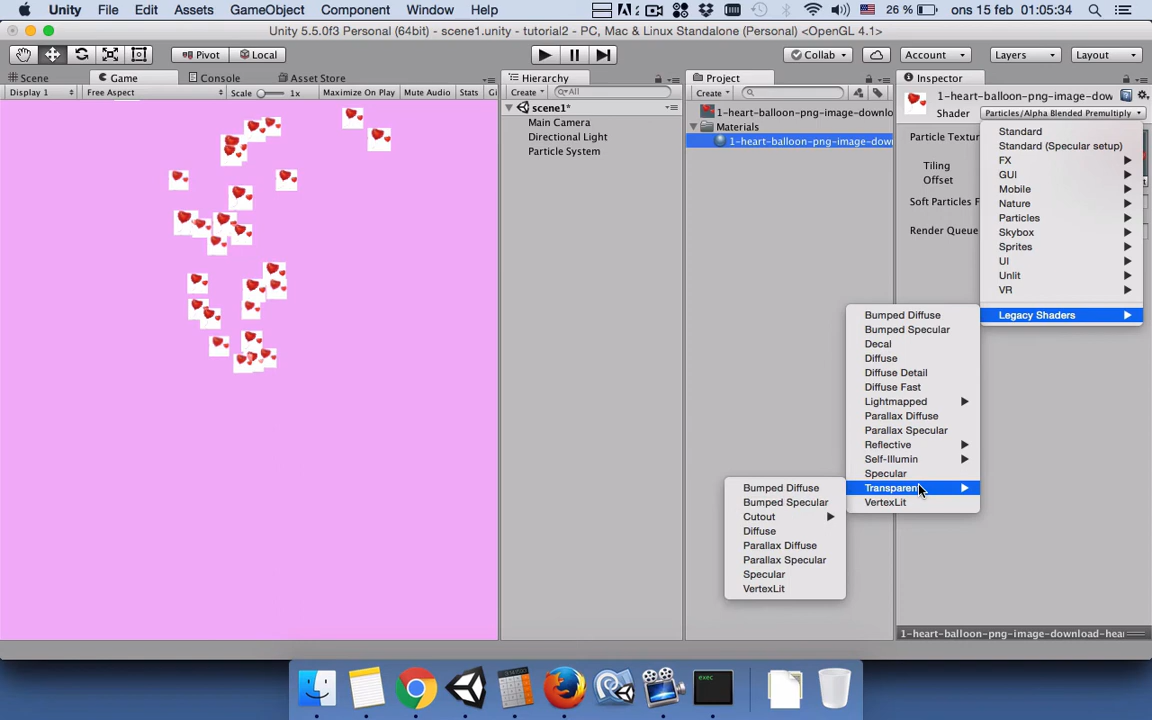 Unity File Edit Assets GameObject Component Window Help 26 % ons 15 feb 01:05:34
Unity 5.5.0f3 Personal (64bit) - scene1.unity - tutorial2 - PC, Mac & Linux Standalone (Personal) <OpenGL 4.1>
Pivot Local Collab Account Layers Layout
Scene Game Console Asset Store Hierarchy Project Inspector
Display 1 Free Aspect Scale 1x Maximize On Play Mute Audio Stats Gi Create All Create 1-heart-balloon-png-image-dow
scene1* 1-heart-balloon-png-image-downlo Shader Particles/Alpha Blended Premultiply
Main Camera Materials Particle Texture Standard
Directional Light 1-heart-balloon-png-image-dow Standard (Specular setup)
Particle System Tiling FX
Offset GUI
Mobile
Soft Particles F Nature
Particles
Render Queue Skybox
Sprites
UI
Unlit
VR
Legacy Shaders
Bumped Diffuse
Bumped Specular
Decal
Diffuse
Diffuse Detail
Diffuse Fast
Lightmapped
Parallax Diffuse
Parallax Specular
Reflective
Self-Illumin
Specular
Transparen
VertexLit
Bumped Diffuse
Bumped Specular
Cutout
Diffuse
Parallax Diffuse
Parallax Specular
Specular
VertexLit
1-heart-balloon-png-image-download-hea
exec